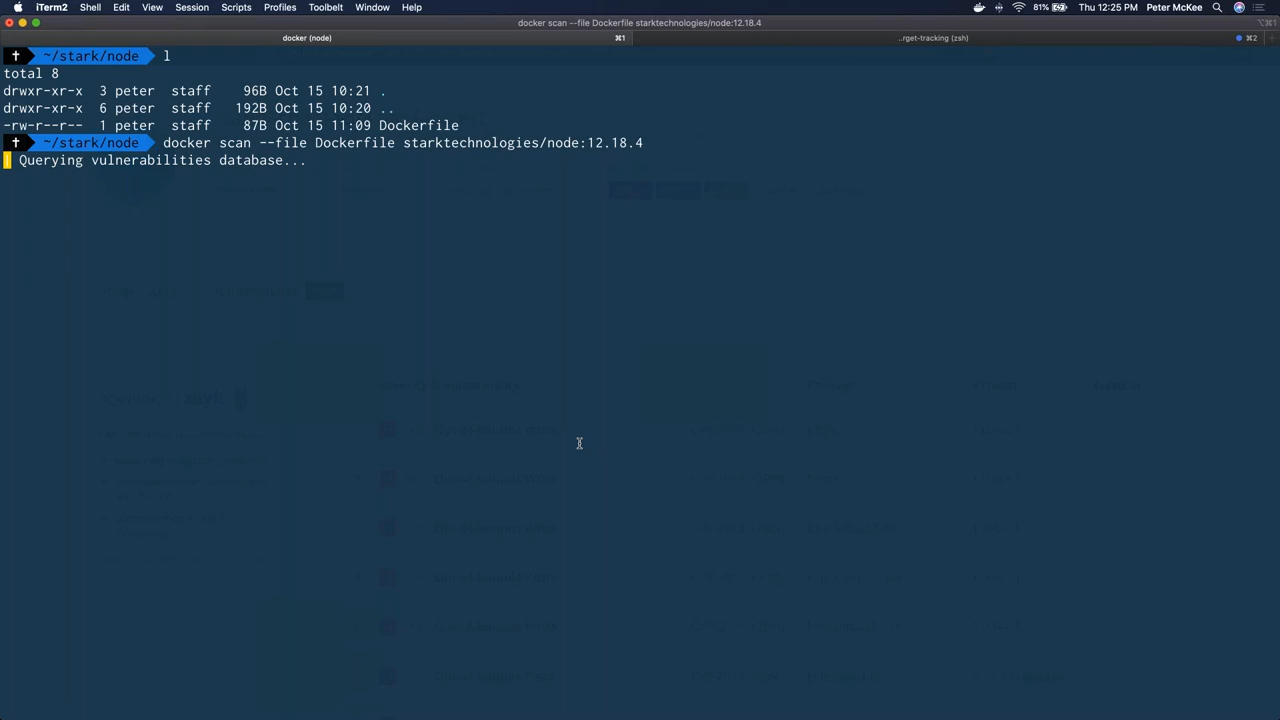 iTerm2 Shell Edit View Session Scripts Profiles Toolbelt Window Help 81% Thu 12:25 PM Peter McKee
docker scan --file Dockerfile starktechnologies/node:12.18.4 ⌥⌘1
docker (node) ⌘1 ..rget-tracking (zsh) ⌘2
~/stark/node l
total 8
drwxr-xr-x 3 peter staff 96B Oct 15 10:21 .
drwxr-xr-x 6 peter staff 192B Oct 15 10:20 ..
-rw-r--r-- 1 peter staff 87B Oct 15 11:09 Dockerfile
~/stark/node docker scan --file Dockerfile starktechnologies/node:12.18.4
Querying vulnerabilities database...